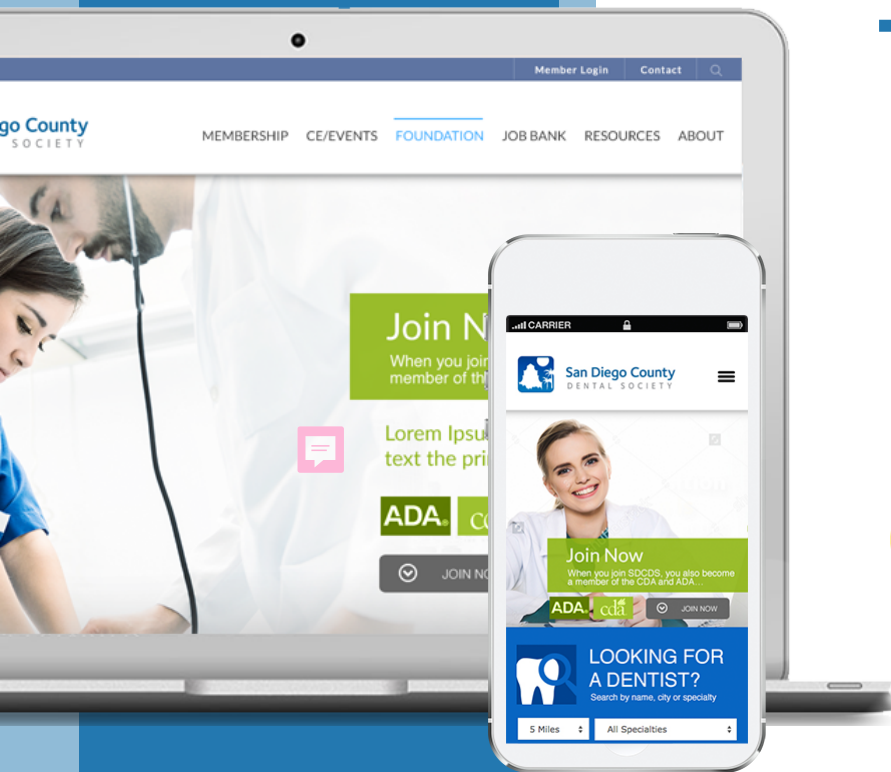 Member Login Contact
go County
SOCIETY
MEMBERSHIP CE/EVENTS FOUNDATION JOB BANK RESOURCES ABOUT
Join N
When you join
member of th
Lorem Ipsu
text the pri
ADA®
JOIN NO
CARRIER
San Diego County
DENTAL SOCIETY
Join Now
When you join SDCDS, you also become
a member of the CDA and ADA...
ADA® cda
JOIN NOW
LOOKING FOR
A DENTIST?
Search by name, city or specialty
5 Miles All Specialties